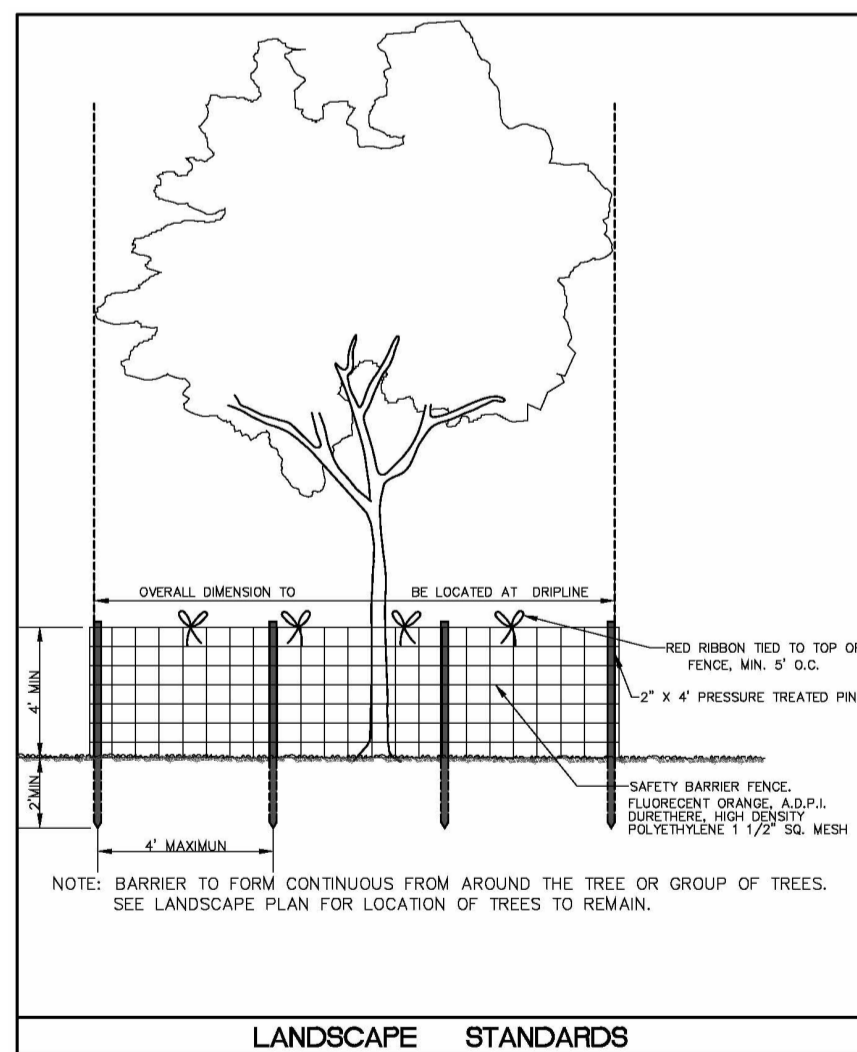 OVERALL DIMENSION TO BE LOCATED AT DRIPLINE
RED RIBBON TIED TO TOP OF
FENCE, MIN. 5' O.C.
4' MIN
2" X 4' PRESSURE TREATED PIN
2'MIN
SAFETY BARRIER FENCE.
FLUORECENT ORANGE, A.D.P.I.
DURETHERE, HIGH DENSITY
POLYETHYLENE 1 1/2" SQ. MESH
4' MAXIMUN
NOTE: BARRIER TO FORM CONTINUOUS FROM AROUND THE TREE OR GROUP OF TREES.
SEE LANDSCAPE PLAN FOR LOCATION OF TREES TO REMAIN.
LANDSCAPE STANDARDS